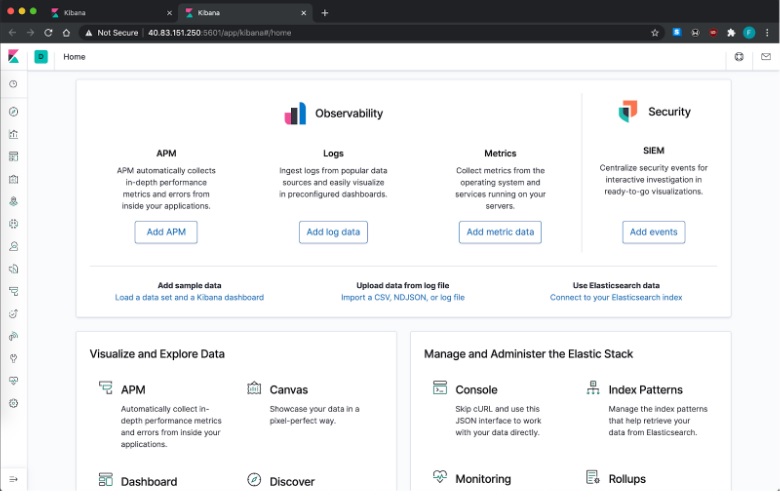 Kibana
Kibana
Not Secure
40.83.151.250:5601/app/kibana#/home
F
D
Home
Observability
Security
APM
APM automatically collects
in-depth performance
metrics and errors from
inside your applications.
Add APM
Logs
Ingest logs from popular data
sources and easily visualize
in preconfigured dashboards.
Add log data
Metrics
Collect metrics from the
operating system and
services running on your
servers.
Add metric data
SIEM
Centralize security events for
interactive investigation in
ready-to-go visualizations.
Add events
Add sample data
Load a data set and a Kibana dashboard
Upload data from log file
Import a CSV, NDJSON, or log file
Use Elasticsearch data
Connect to your Elasticsearch index
Visualize and Explore Data
APM
Automatically collect in-
depth performance metrics
and errors from inside your
applications.
Canvas
Showcase your data in a
pixel-perfect way.
Dashboard
Discover
Manage and Administer the Elastic Stack
Console
Skip cURL and use this
JSON interface to work
with your data directly.
Index Patterns
Manage the index patterns
that help retrieve your
data from Elasticsearch.
Monitoring
Rollups